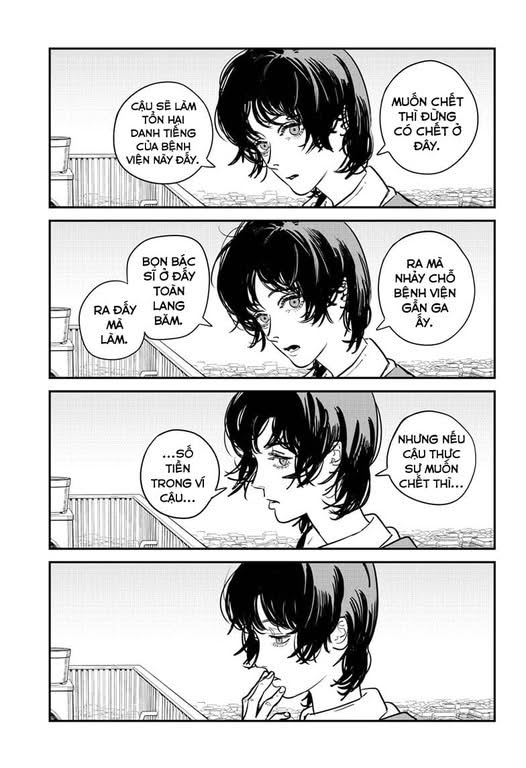 MUỐN CHẾT
THÌ ĐỪNG
CÓ CHẾT Ở
ĐÂY.
CẬU SẼ LÀM
TỔN HẠI
DANH TIẾNG
CỦA BỆNH
VIỆN NÀY ĐẤY.
RA MÀ
NHẢY CHỖ
BỆNH VIỆN
GẦN GA
ẤY.
BỌN BÁC
SĨ Ở ĐẤY
TOÀN
LANG
BĂM.
RA ĐẤY
MÀ
LÀM.
NHƯNG NẾU
CẬU THỰC
SỰ MUỐN
CHẾT THÌ...
...SỐ
TIỀN
TRONG VÍ
CẬU...